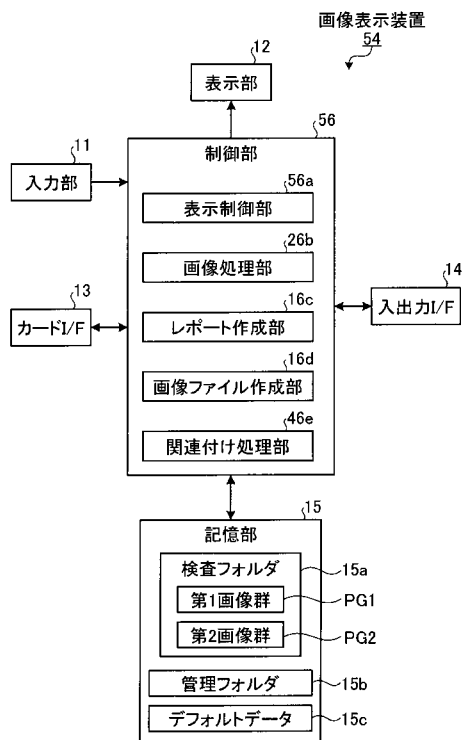 画像表示装置
54
12
表示部
56
制御部
11
入力部
56a
表示制御部
26b
画像処理部
13
カードI/F
16c
レポート作成部
14
入出力I/F
16d
画像ファイル作成部
46e
関連付け処理部
15
記憶部
検査フォルダ
15a
第1画像群
PG1
第2画像群
PG2
管理フォルダ
15b
デフォルトデータ
15c